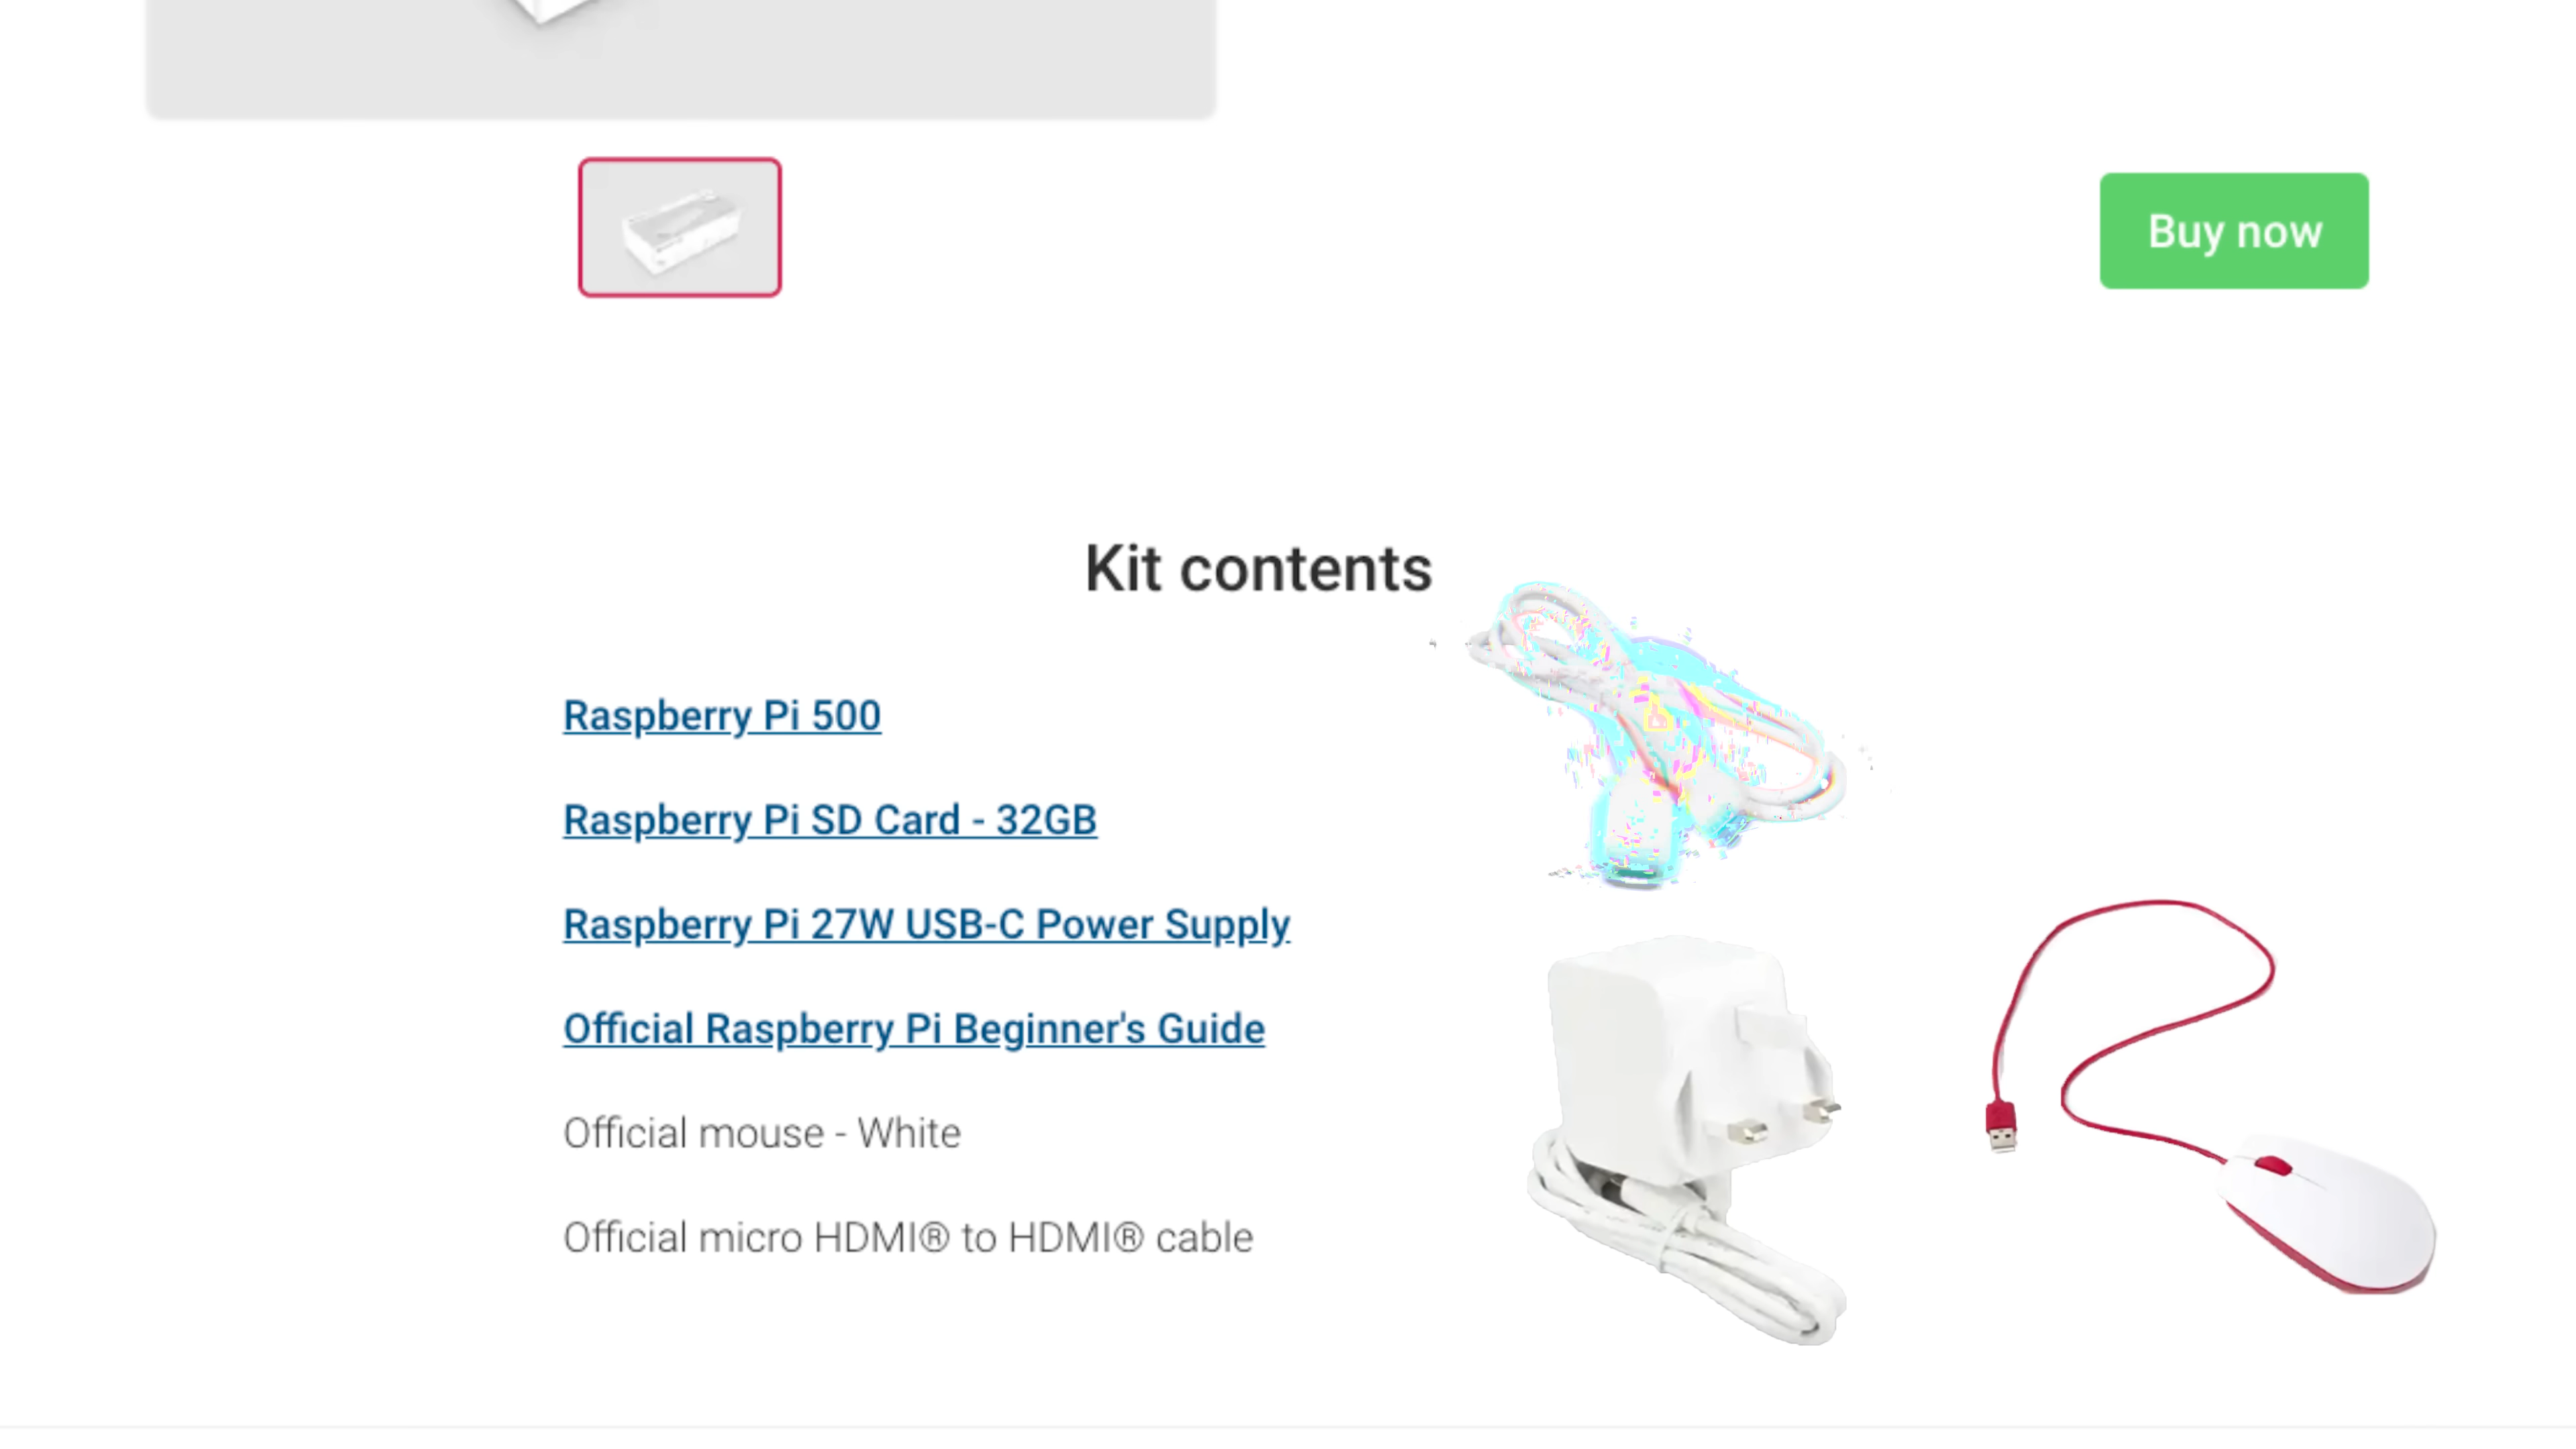 Buy now
Kit contents
Raspberry Pi 500
Raspberry Pi SD Card - 32GB
Raspberry Pi 27W USB-C Power Supply
Official Raspberry Pi Beginner's Guide
Official mouse - White
Official micro HDMI® to HDMI® cable